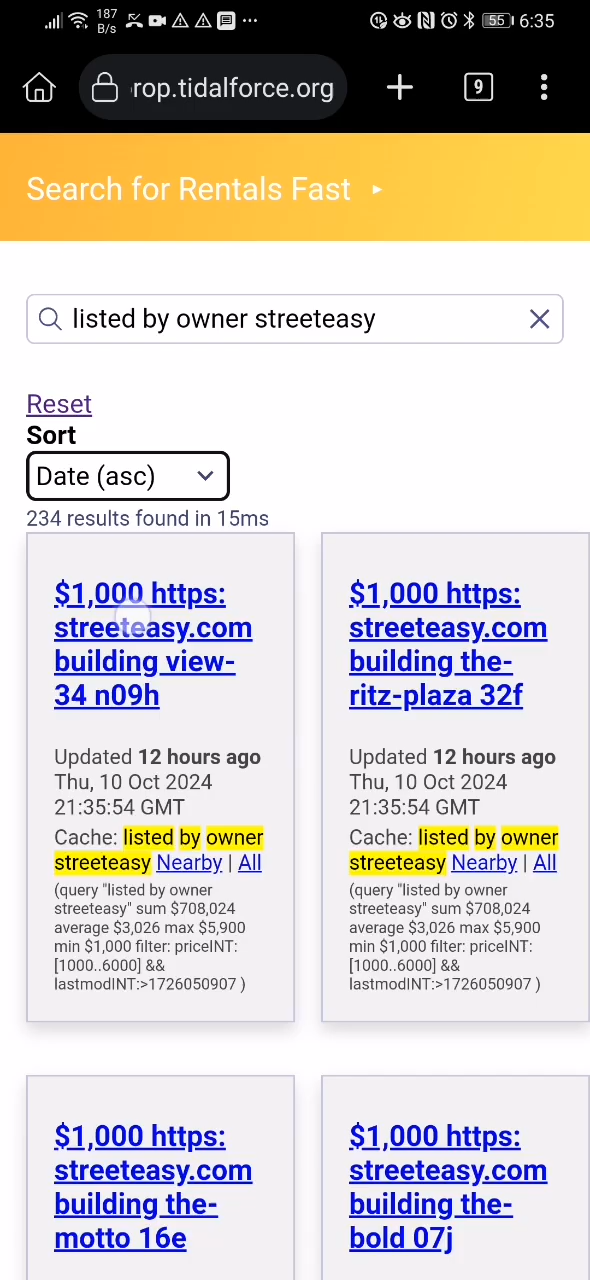 187
B/s
55
6:35
rop.tidalforce.org
9
Search for Rentals Fast
listed by owner streeteasy
Reset
Sort
Date (asc)
234 results found in 15ms
$1,000 https:
streeteasy.com
building view-
34 n09h
Updated 12 hours ago
Thu, 10 Oct 2024
21:35:54 GMT
Cache: listed by owner
streeteasy Nearby | All
(query "listed by owner
streeteasy" sum $708,024
average $3,026 max $5,900
min $1,000 filter: priceINT:
[1000..6000] &&
lastmodINT:>1726050907 )
$1,000 https:
streeteasy.com
building the-
ritz-plaza 32f
Updated 12 hours ago
Thu, 10 Oct 2024
21:35:54 GMT
Cache: listed by owner
streeteasy Nearby | All
(query "listed by owner
streeteasy" sum $708,024
average $3,026 max $5,900
min $1,000 filter: priceINT:
[1000..6000] &&
lastmodINT:>1726050907 )
$1,000 https:
streeteasy.com
building the-
motto 16e
$1,000 https:
streeteasy.com
building the-
bold 07j